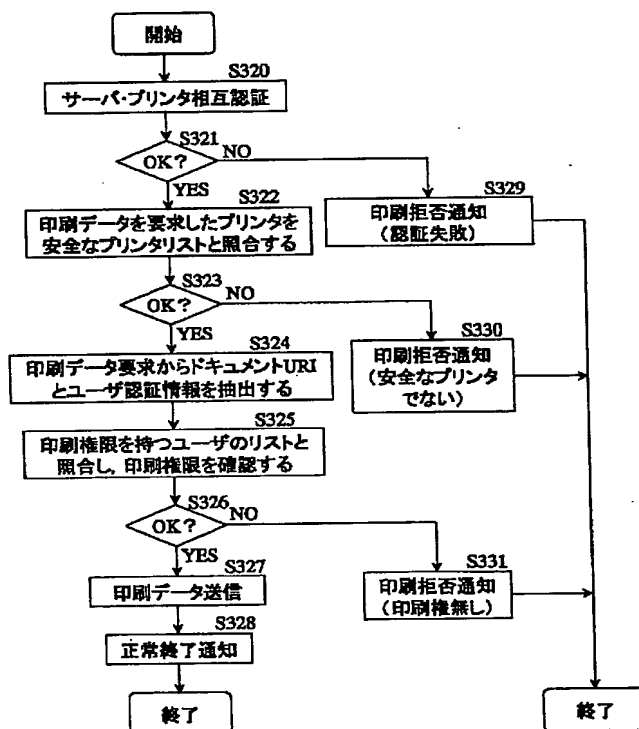 開始
S320
サーバ・プリンタ相互認証
S321
OK?
NO
YES
S322
印刷データを要求したプリンタを
安全なプリンタリストと照合する
S329
印刷拒否通知
(認証失敗)
S323
OK?
NO
YES
S324
印刷データ要求からドキュメントURI
とユーザ認証情報を抽出する
S330
印刷拒否通知
(安全なプリンタ
でない)
S325
印刷権限を持つユーザのリストと
照合し,印刷権限を確認する
S326
OK?
NO
YES
S327
印刷データ送信
S331
印刷拒否通知
(印刷権無し)
S328
正常終了通知
終了
終了